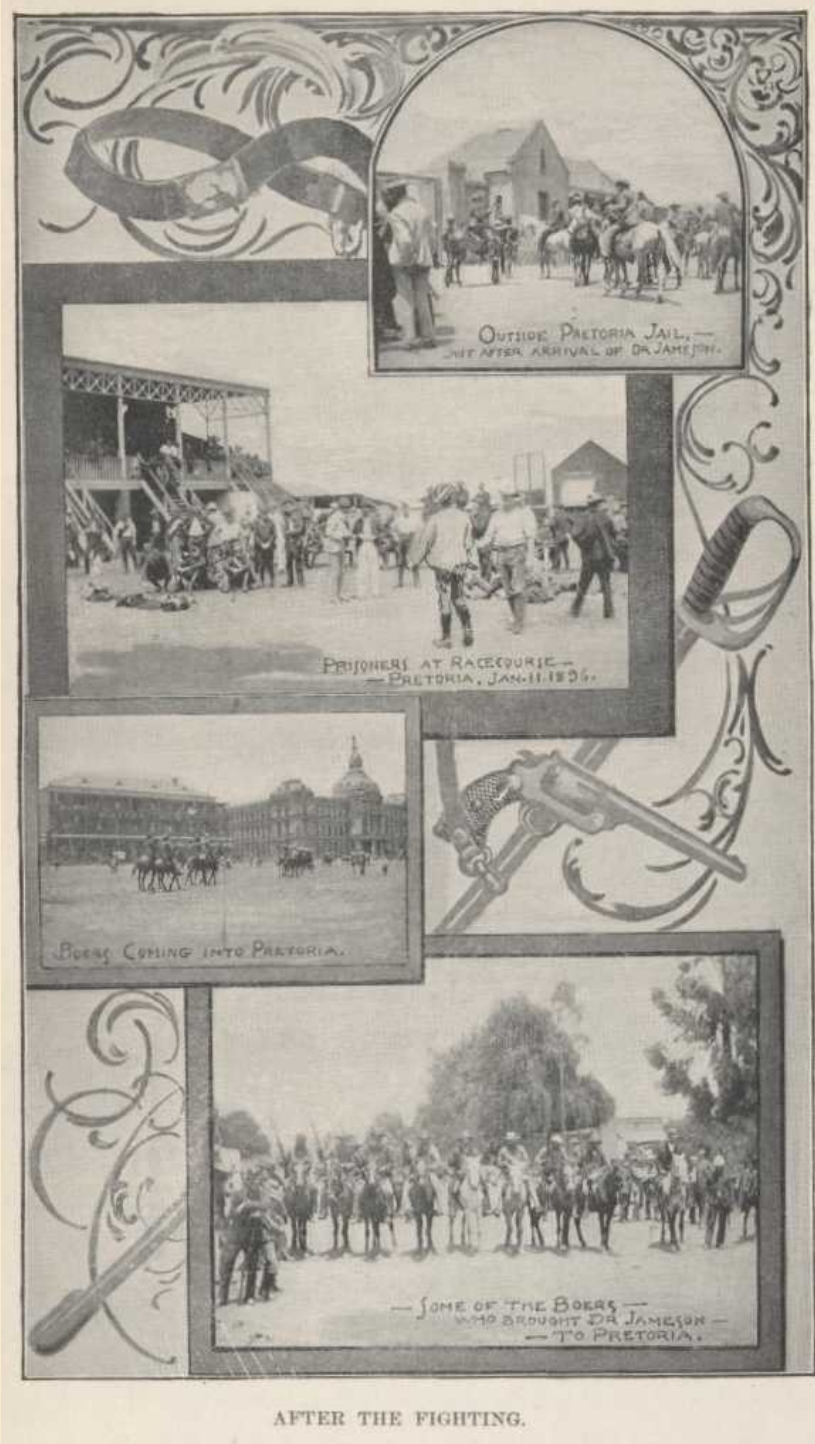 OUTSIDE PRETORIA JAIL, —
JUST AFTER ARRIVAL OF DR JAMESON.
PRISONERS AT RACECOURSE —
— PRETORIA, JAN. 11. 1896.
BOERS COMING INTO PRETORIA.
— SOME OF THE BOERS —
WHO BROUGHT DR JAMESON —
— TO PRETORIA.
AFTER THE FIGHTING.